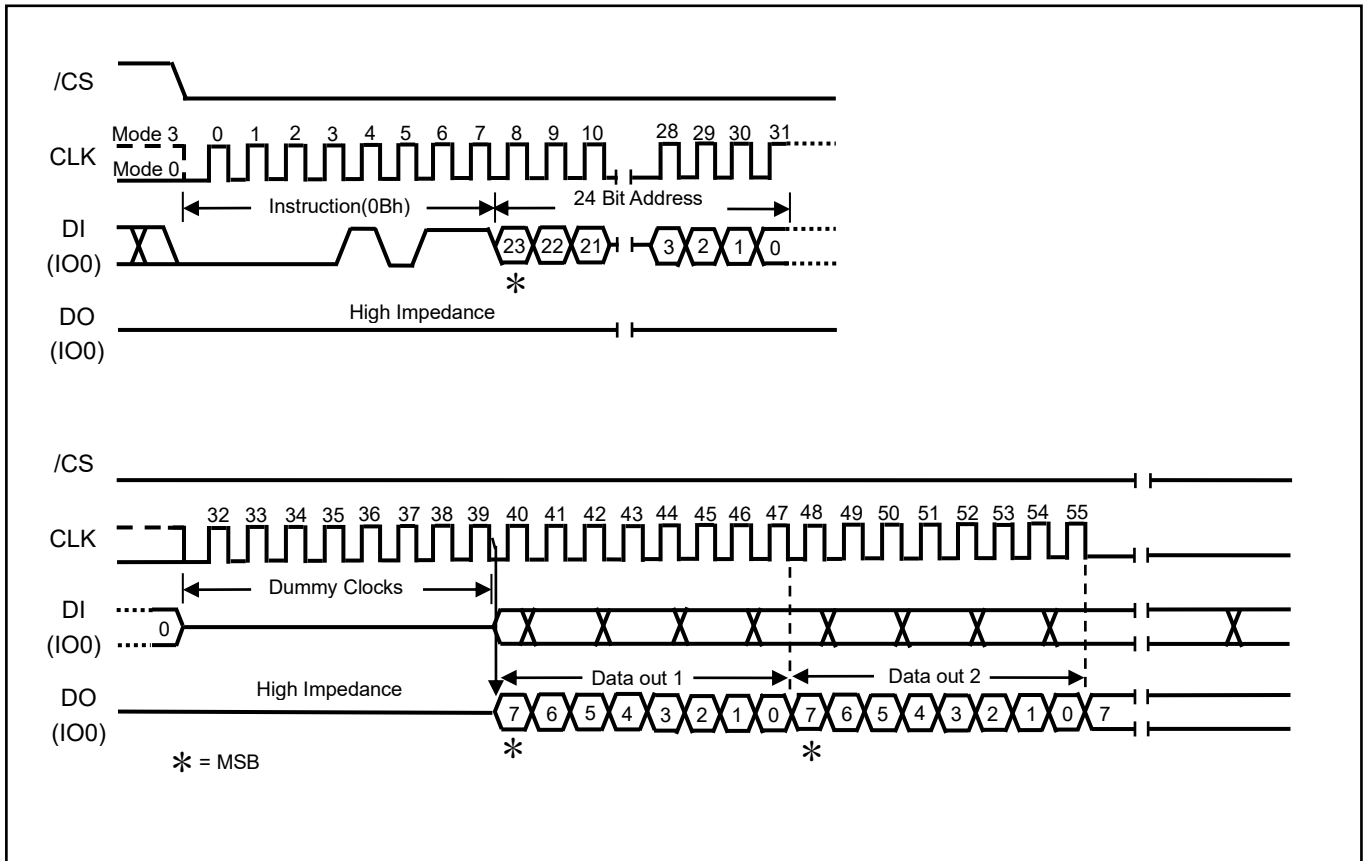 /CS
Mode 3 0 1 2 3 4 5 6 7 8 9 10 28 29 30 31
CLK
Mode 0
Instruction(0Bh) 24 Bit Address
DI
(IO0)
23 22 21 3 2 1 0
*
High Impedance
DO
(IO0)
/CS
32 33 34 35 36 37 38 39 40 41 42 43 44 45 46 47 48 49 50 51 52 53 54 55
CLK
Dummy Clocks
DI
(IO0)
0
Data out 1 Data out 2
High Impedance
DO
(IO0)
7 6 5 4 3 2 1 0 7 6 5 4 3 2 1 0 7
* *
* = MSB